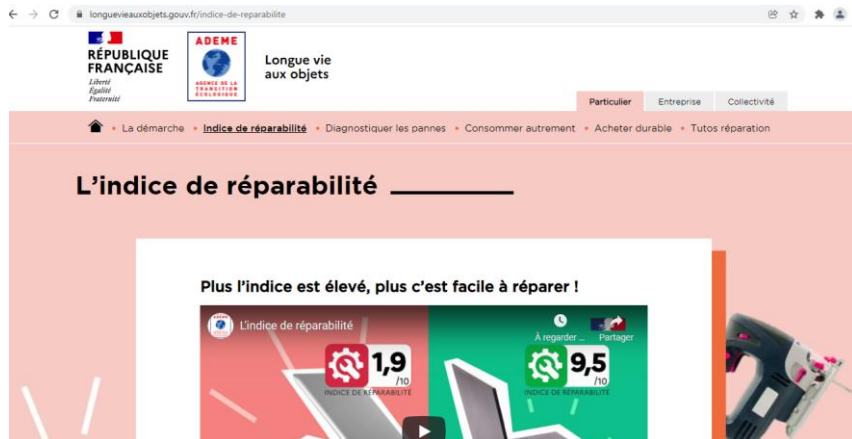 longuevieauxobjets.gouv.fr/indice-de-reparabilite
RÉPUBLIQUE
FRANÇAISE
Liberté
Égalité
Fraternité
ADEME
AGENCE DE LA
TRANSITION
ÉCOLOGIQUE
Longue vie
aux objets
Particulier Entreprise Collectivité
• La démarche • Indice de réparabilité • Diagnostiquer les pannes • Consommer autrement • Acheter durable • Tutos réparation
L'indice de réparabilité
Plus l'indice est élevé, plus c'est facile à réparer !
ADEME
L'indice de réparabilité
À regarder ... Partager
1,9
/10
INDICE DE RÉPARABILITÉ
9,5
/10
INDICE DE RÉPARABILITÉ